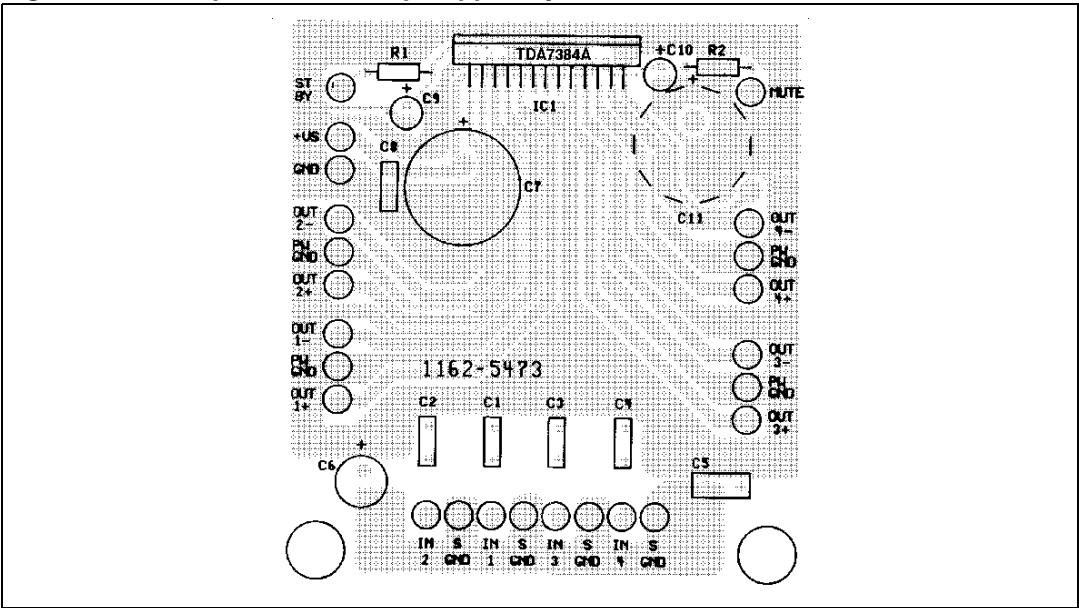 R1
TDA7384A
+C10
R2
ST
BY
+
C9
+
MUTE
IC1
+
+VS
C8
GND
C7
C11
OUT
2-
PW
GND
OUT
2+
OUT
4-
PW
GND
OUT
4+
OUT
1-
PW
GND
OUT
1+
OUT
3-
PW
GND
OUT
3+
1162-5473
C2
C1
C3
C4
+
C6
C5
IN
2
S
GND
IN
1
S
GND
IN
3
S
GND
IN
4
S
GND